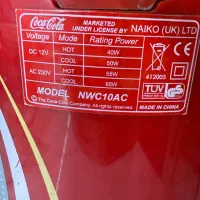 Coca-Cola MARKETED
UNDER LICENSE BY NAIKO (UK) LTD
Voltage Mode Rating Power
DC 12V HOT 40W
COOL 50W
AC 230V HOT 55W
COOL 65W
412005
TÜV GS
MODEL NWC10AC
© The Coca-Cola Company. All rights reserved. MADE IN CHINA